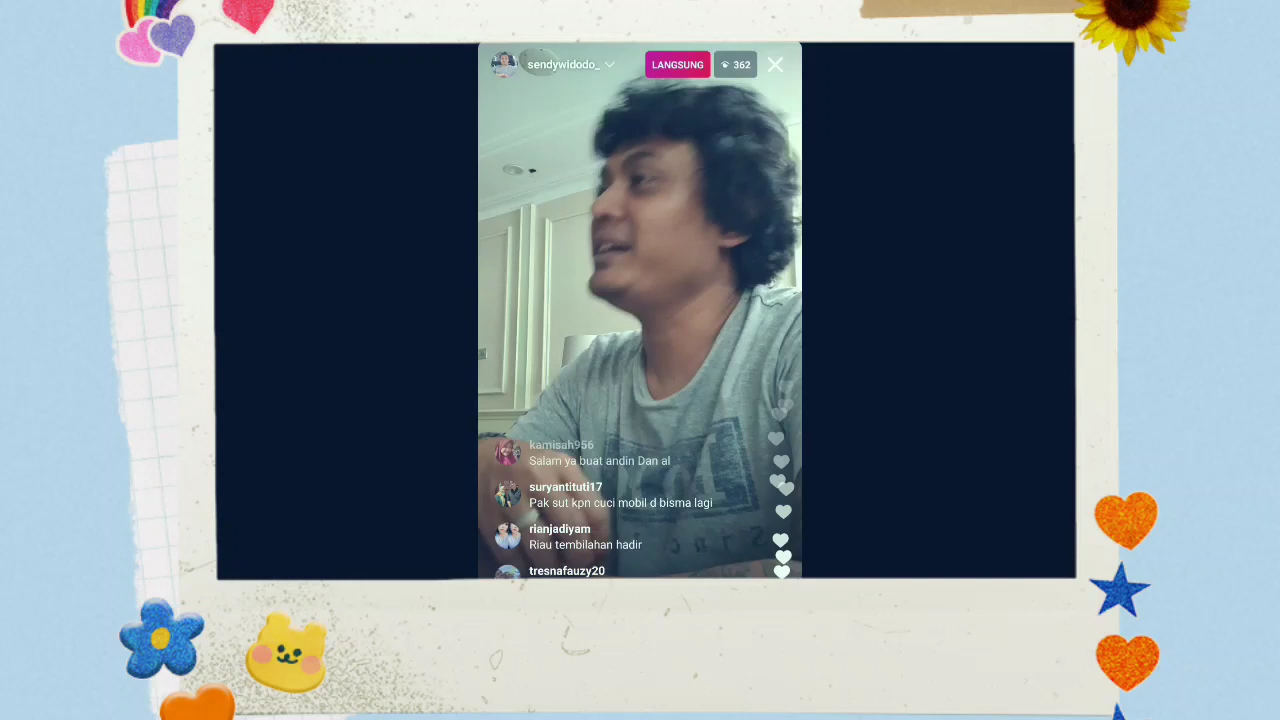 sendywidodo_
LANGSUNG
362
kamisah956
Salam ya buat andin Dan al
suryantituti17
Pak sut kpn cuci mobil d bisma lagi
rianjadiyam
Riau tembilahan hadir
tresnafauzy20